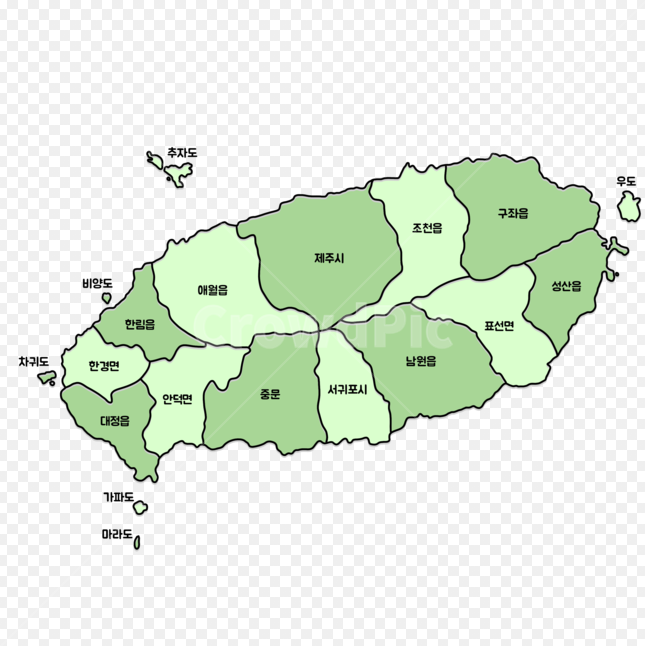 추자도
우도
구좌읍
조천읍
제주시
비양도
애월읍
성산읍
한림읍
표선면
CrowdPic
차귀도
한경면
남원읍
서귀포시
중문
안덕면
대정읍
가파도
마라도